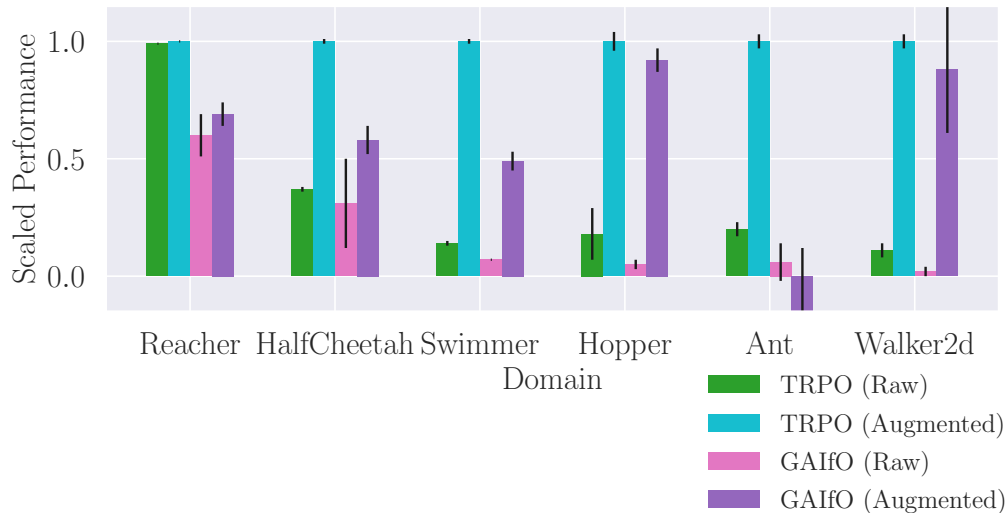 Scaled Performance
1.0
0.5
0.0
Reacher HalfCheetah Swimmer Hopper Ant Walker2d
Domain
TRPO (Raw)
TRPO (Augmented)
GAIfO (Raw)
GAIfO (Augmented)